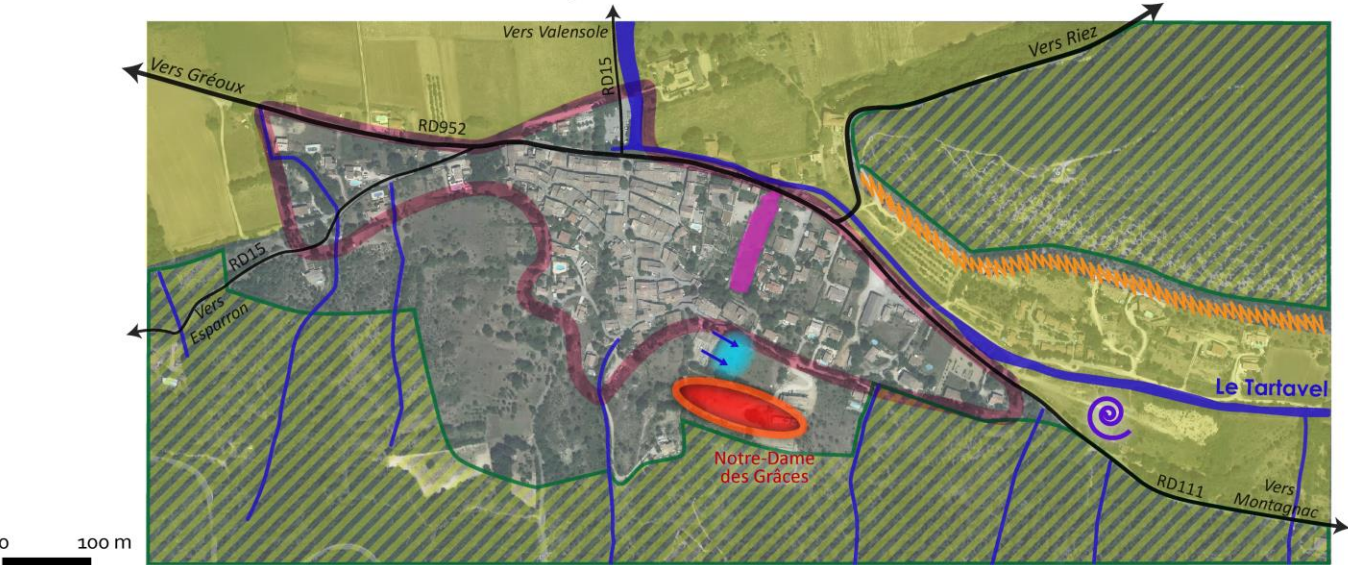 Vers Valensole
Vers Riez
Vers Gréoux
RD15
RD952
RD15
Vers
Esparron
Le Tartavel
Notre-Dame
des Grâces
RD111
Vers
Montagnac
0 100 m